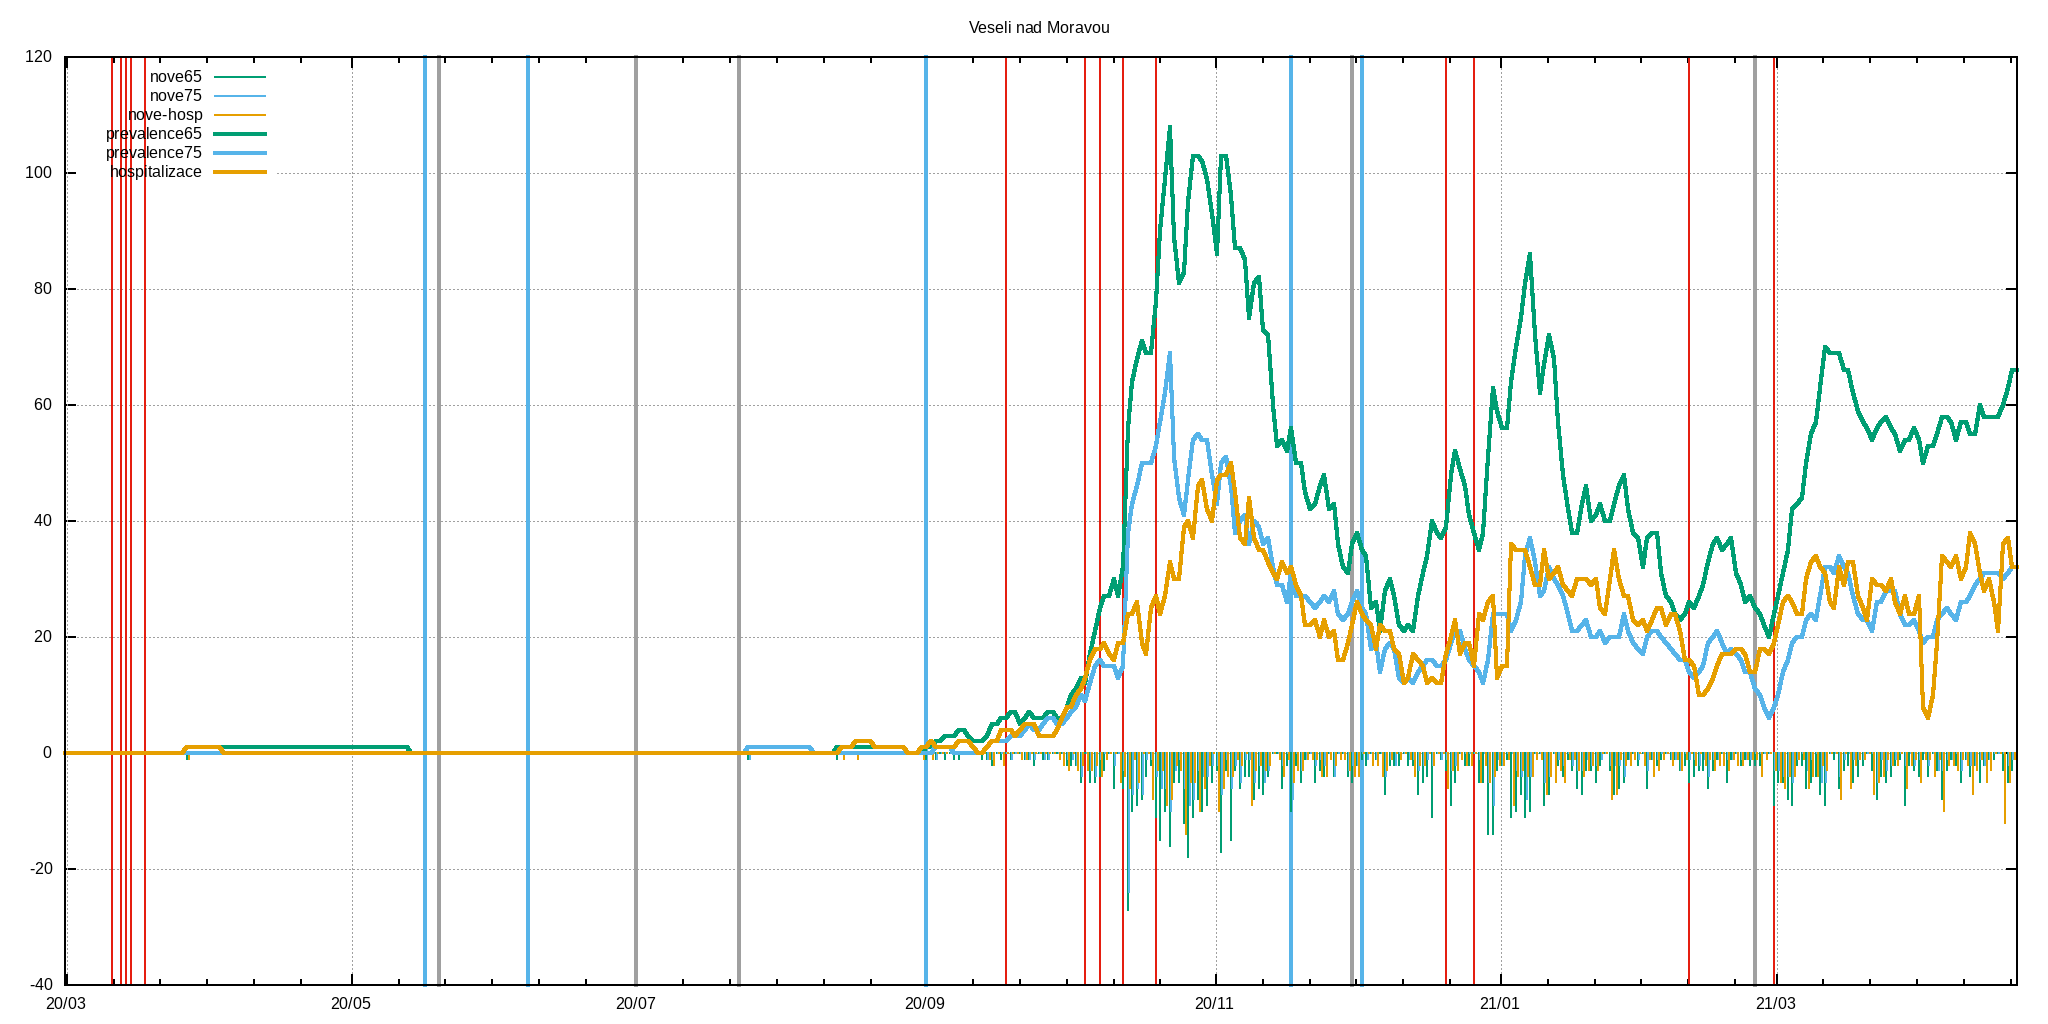 Veseli nad Moravou
120
nove65
nove75
nove-hosp
prevalence65
prevalence75
hospitalizace
100
80
60
40
20
0
-20
-40
20/03 20/05 20/07 20/09 20/11 21/01 21/03